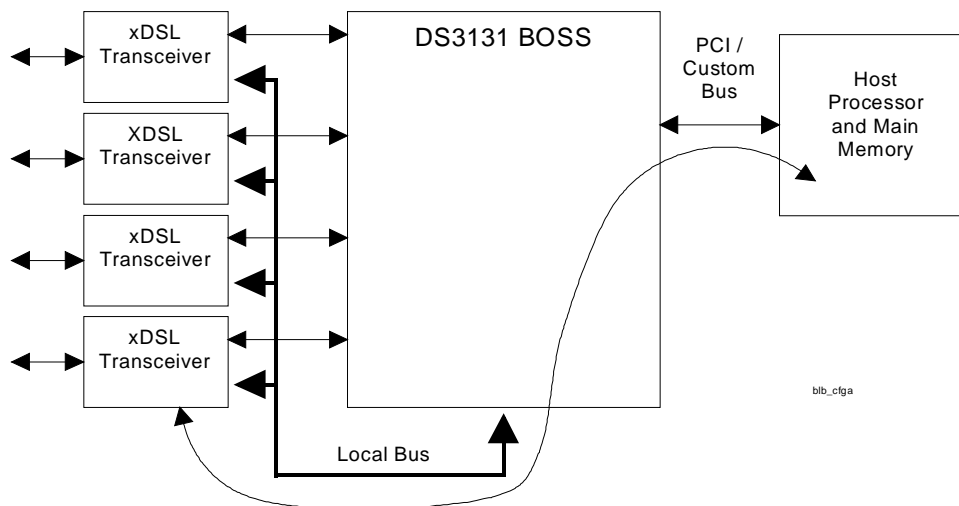 xDSL
Transceiver
XDSL
Transceiver
xDSL
Transceiver
xDSL
Transceiver
DS3131 BOSS
PCI /
Custom
Bus
Host
Processor
and Main
Memory
Local Bus
blb_cfga